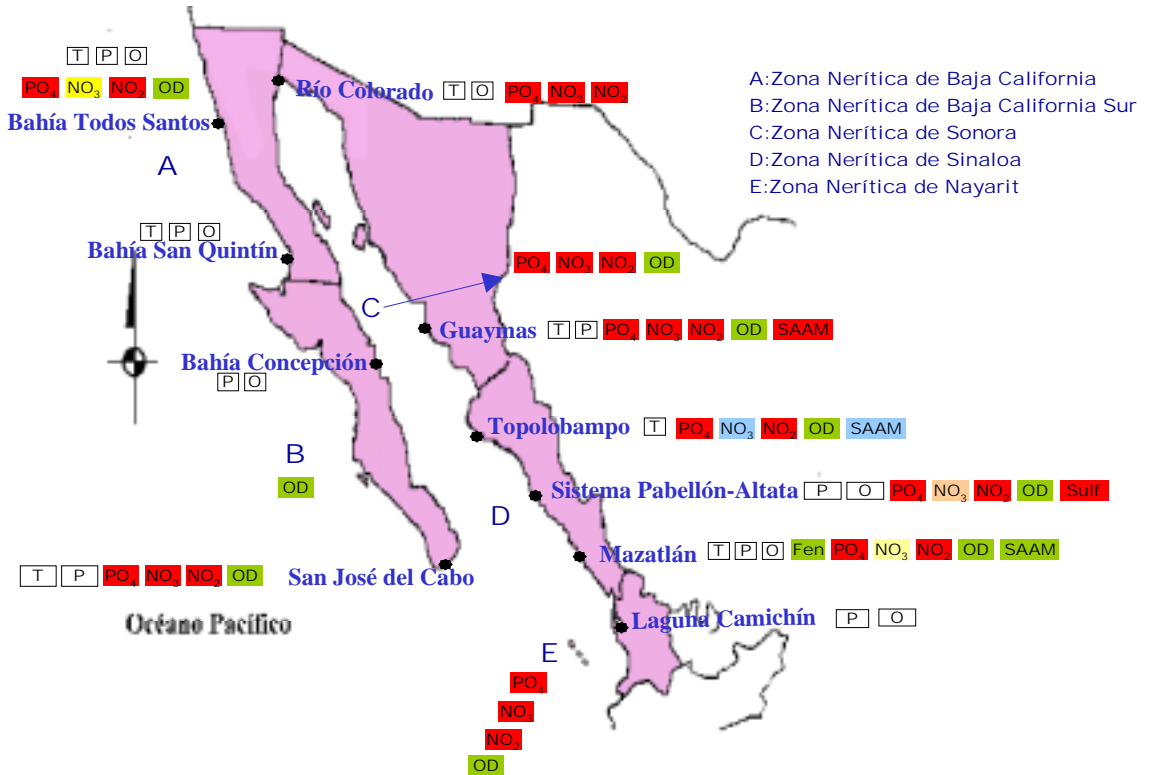 T P O
PO₄ NO₃ NO₂ OD
Bahía Todos Santos
Río Colorado T O PO₄ NO₃ NO₂
A:Zona Nerítica de Baja California
B:Zona Nerítica de Baja California Sur
C:Zona Nerítica de Sonora
D:Zona Nerítica de Sinaloa
E:Zona Nerítica de Nayarit
A
T P O
Bahía San Quintín
PO₄ NO₃ NO₂ OD
C
Guaymas T P PO₄ NO₃ NO₂ OD SAAM
Bahía Concepción
P O
Topolobampo T PO₄ NO₃ NO₂ OD SAAM
B
OD
Sistema Pabellón-Altata P O PO₄ NO₃ NO₂ OD Sulf
D
Mazatlán T P O Fen PO₄ NO₃ NO₂ OD SAAM
T P PO₄ NO₃ NO₂ OD San José del Cabo
Océano Pacífico
Laguna Camichín P O
E
PO₄
NO₃
NO₂
OD